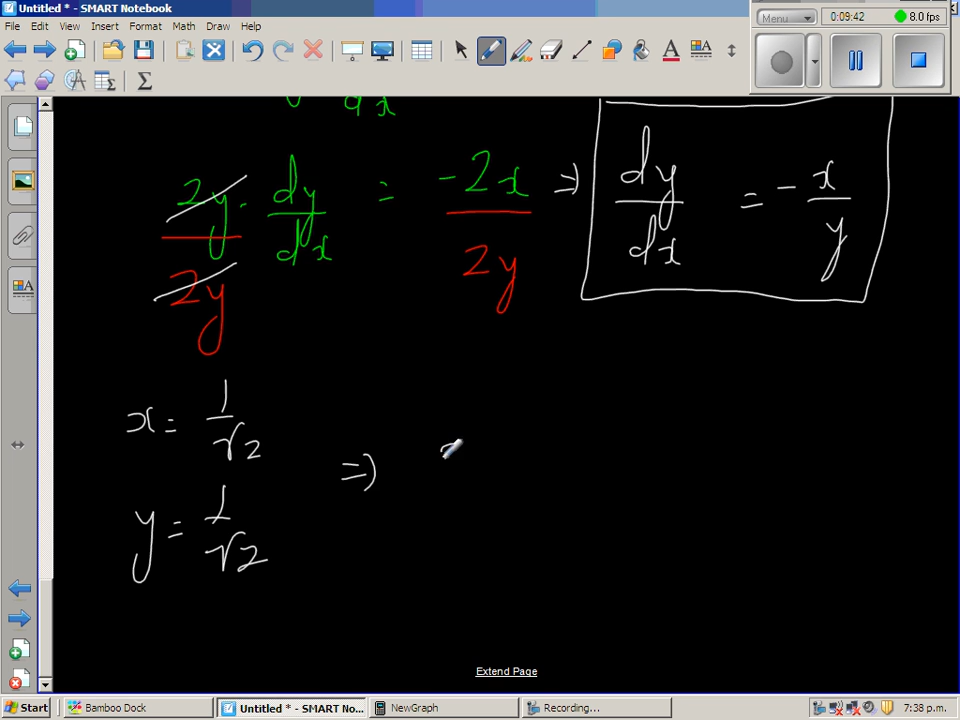 Untitled * - SMART Notebook
File Edit View Insert Format Math Draw Help
Menu 0:09:42 8.0 fps
dx
2y . dy/dx = -2x => dy/dx = - x/y
2y 2y
x = 1/√2
=>
y = 1/√2
Extend Page
Start Bamboo Dock Untitled * - SMART No... NewGraph Recording... 7:38 p.m.